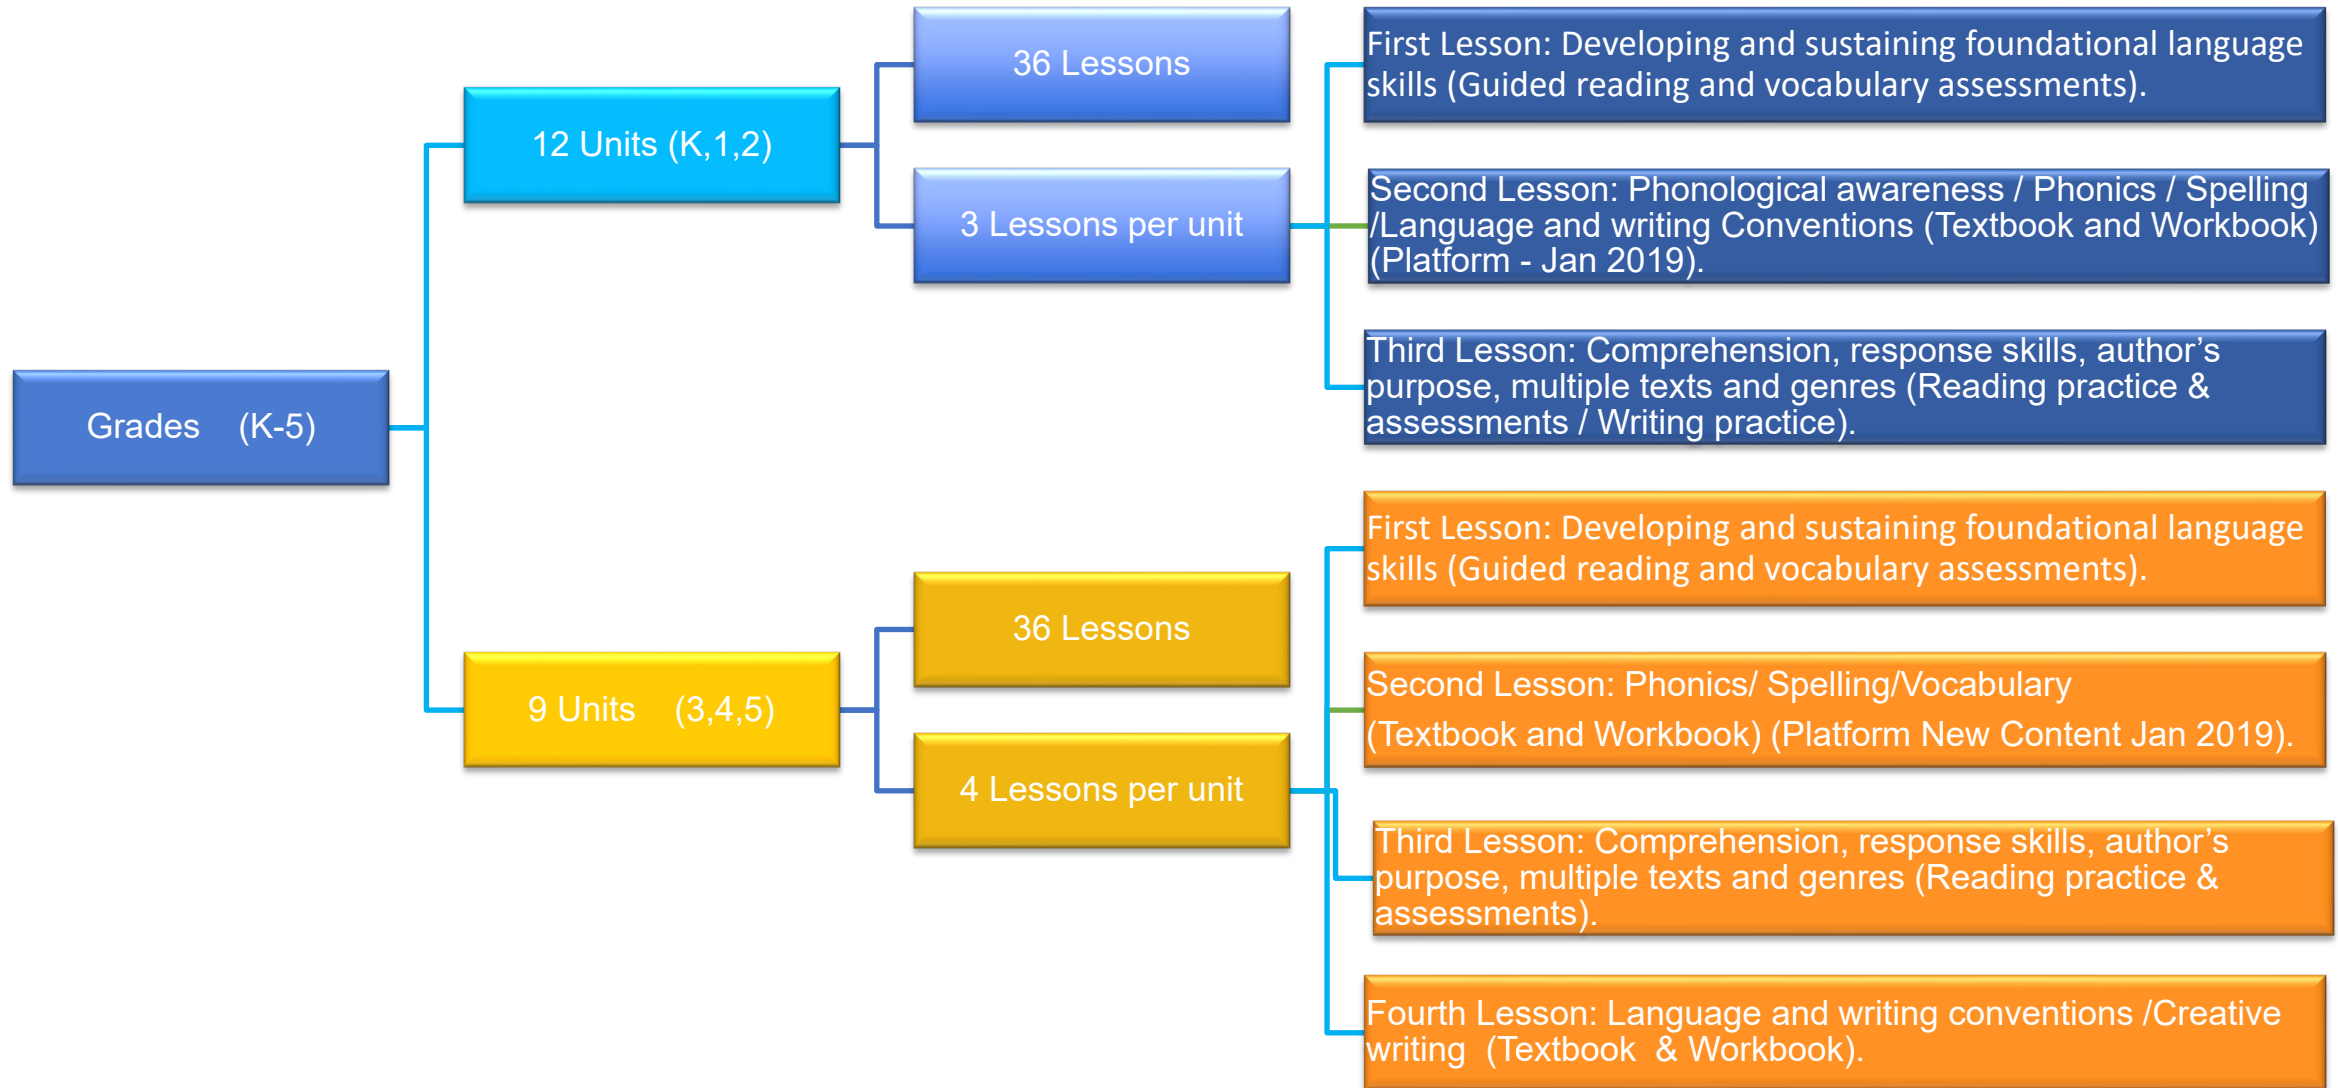 Grades (K-5)
12 Units (K,1,2)
36 Lessons
3 Lessons per unit
First Lesson: Developing and sustaining foundational language
skills (Guided reading and vocabulary assessments).
Second Lesson: Phonological awareness / Phonics / Spelling
/Language and writing Conventions (Textbook and Workbook)
(Platform - Jan 2019).
Third Lesson: Comprehension, response skills, author’s
purpose, multiple texts and genres (Reading practice &
assessments / Writing practice).
9 Units (3,4,5)
36 Lessons
4 Lessons per unit
First Lesson: Developing and sustaining foundational language
skills (Guided reading and vocabulary assessments).
Second Lesson: Phonics/ Spelling/Vocabulary
(Textbook and Workbook) (Platform New Content Jan 2019).
Third Lesson: Comprehension, response skills, author’s
purpose, multiple texts and genres (Reading practice &
assessments).
Fourth Lesson: Language and writing conventions /Creative
writing (Textbook & Workbook).